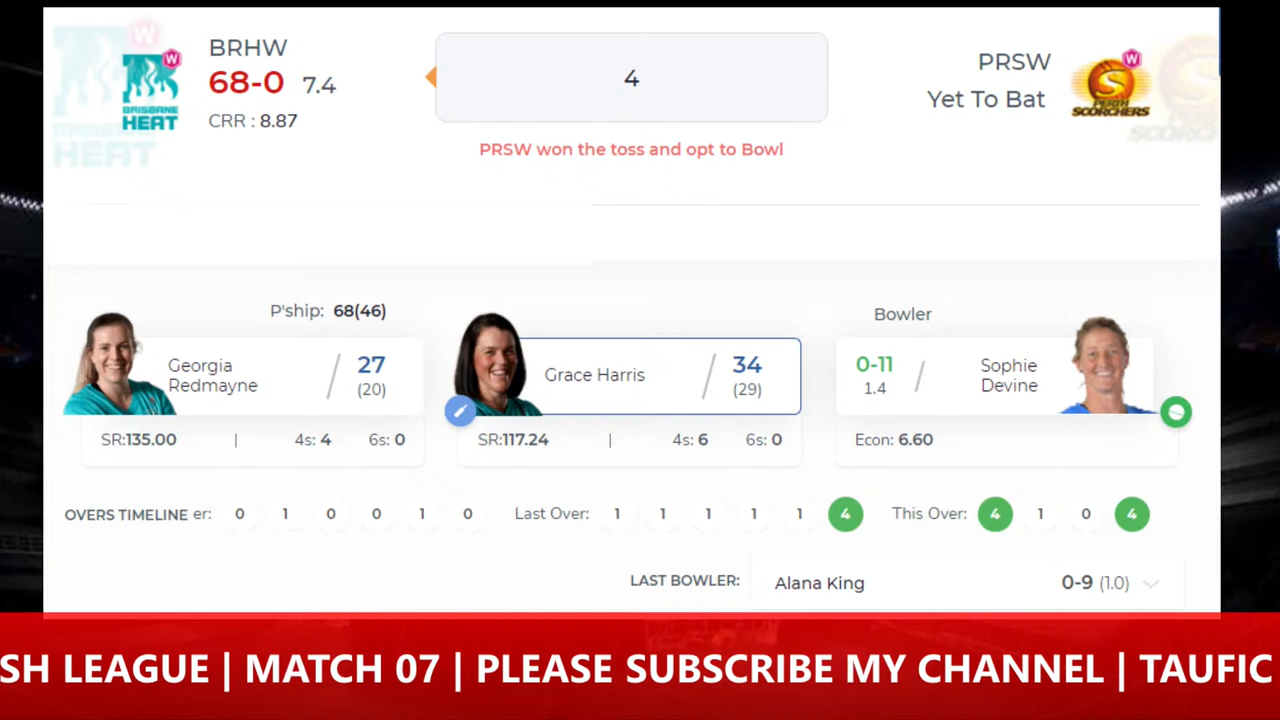 BRHW
68-0 7.4
CRR : 8.87
W
BRISBANE
HEAT
4
PRSW won the toss and opt to Bowl
PRSW
Yet To Bat
W
PERTH
SCORCHERS
P'ship: 68(46)
Georgia
Redmayne
27
(20)
SR:135.00 | 4s: 4 6s: 0
Grace Harris
34
(29)
SR:117.24 | 4s: 6 6s: 0
Bowler
0-11
1.4
Sophie
Devine
Econ: 6.60
OVERS TIMELINE er: 0 1 0 0 1 0 Last Over: 1 1 1 1 1 4 This Over: 4 1 0 4
LAST BOWLER: Alana King 0-9 (1.0)
SH LEAGUE | MATCH 07 | PLEASE SUBSCRIBE MY CHANNEL | TAUFIC